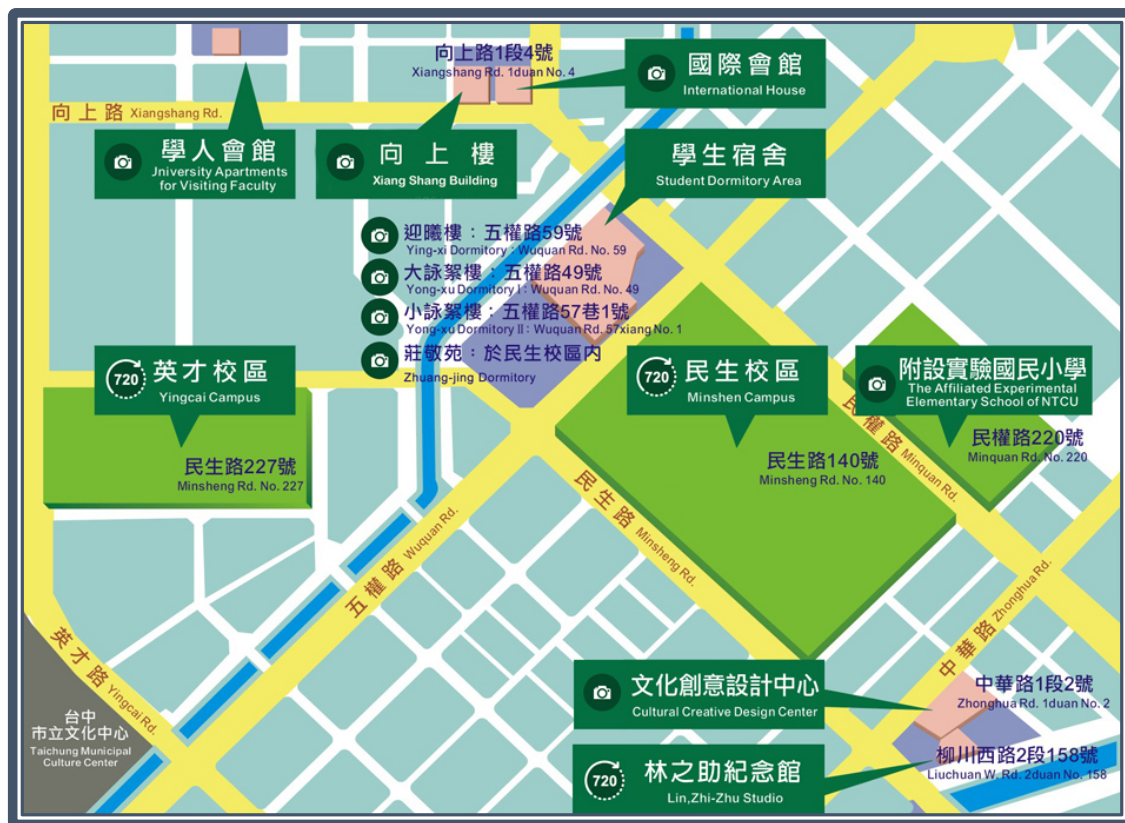 向上路1段4號
Xiangshang Rd. 1duan No. 4
國際會館
International House
向上路 Xiangshang Rd.
學人會館
Jniversity Apartments
for Visiting Faculty
向上樓
Xiang Shang Building
學生宿舍
Student Dormitory Area
迎曦樓：五權路59號
Ying-xi Dormitory : Wuquan Rd. No. 59
大詠絮樓：五權路49號
Yong-xu Dormitory I : Wuquan Rd. No. 49
小詠絮樓：五權路57巷1號
Yong-xu Dormitory II : Wuquan Rd. 57xiang No. 1
莊敬苑：於民生校區內
Zhuang-jing Dormitory
720
英才校區
Yingcai Campus
720
民生校區
Minshen Campus
附設實驗國民小學
The Affiliated Experimental
Elementary School of NTCU
民生路227號
Minsheng Rd. No. 227
民生路140號
Minsheng Rd. No. 140
民權路220號
Minquan Rd. No. 220
民權路 Minquan Rd.
民生路 Minsheng Rd.
五權路 Wuquan Rd.
中華路 Zhonghua Rd.
英才路 Yingcai Rd.
台中
市立文化中心
Taichung Municipal
Culture Center
文化創意設計中心
Cultural Creative Design Center
中華路1段2號
Zhonghua Rd. 1duan No. 2
720
林之助紀念館
Lin,Zhi-Zhu Studio
柳川西路2段158號
Liuchuan W. Rd. 2duan No. 158